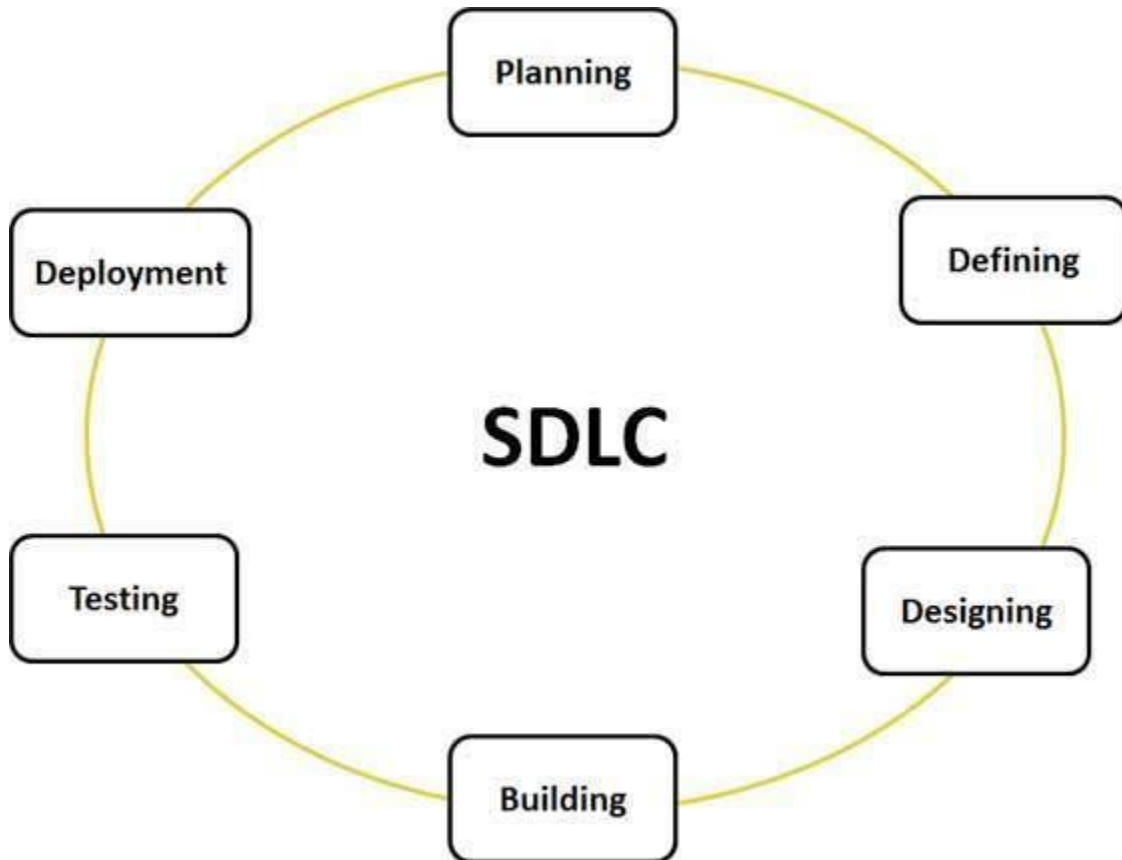 Planning
Defining
Designing
Building
Testing
Deployment
SDLC